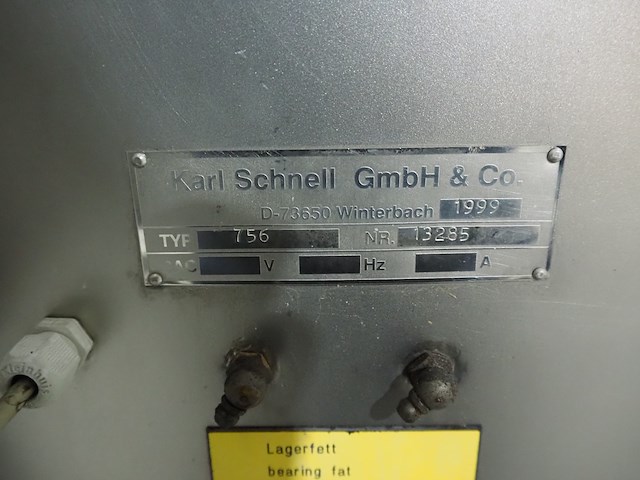 Karl Schnell GmbH & Co.
D-73650 Winterbach 1999
TYP 756 NR. 13285
V Hz A
Lagerfett
bearing fat